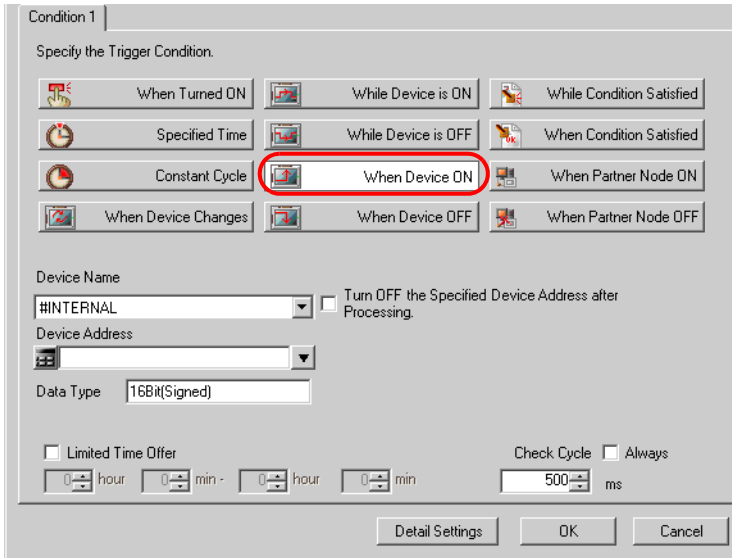 Condition 1
Specify the Trigger Condition.
When Turned ON While Device is ON While Condition Satisfied
Specified Time While Device is OFF When Condition Satisfied
Constant Cycle When Device ON When Partner Node ON
When Device Changes When Device OFF When Partner Node OFF
Device Name
#INTERNAL
Turn OFF the Specified Device Address after
Processing.
Device Address
Data Type 16Bit(Signed)
Limited Time Offer Check Cycle Always
0 hour 0 min - 0 hour 0 min 500 ms
Detail Settings OK Cancel